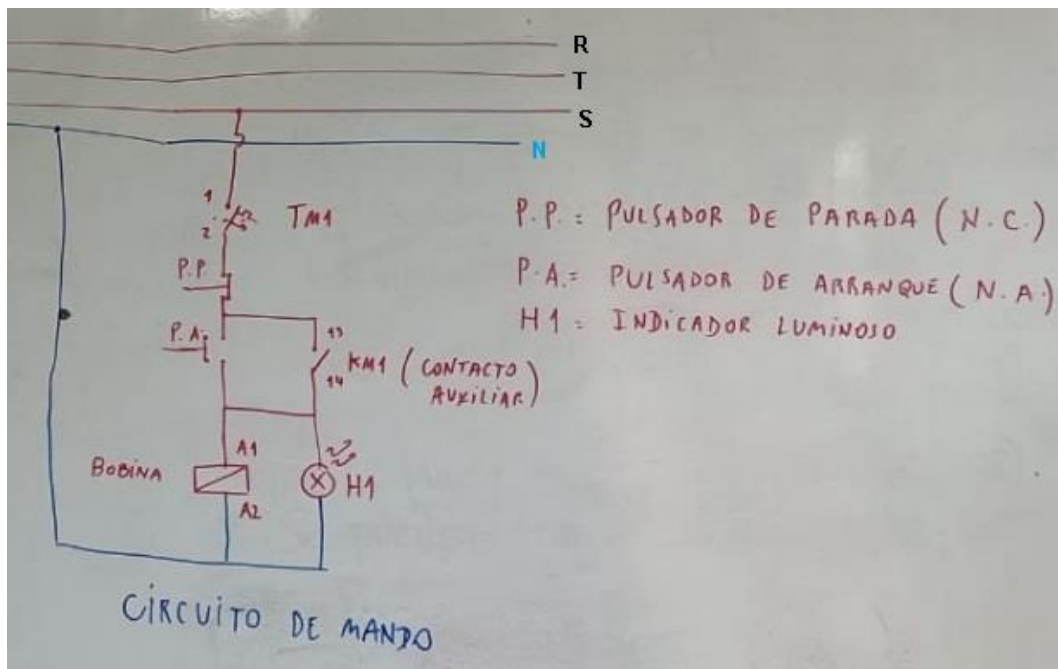 R
T
S
N
1
2
TM1
P.P.
P.A.
13
14
KM1 (CONTACTO
AUXILIAR)
BOBINA
A1
A2
H1
P.P. = PULSADOR DE PARADA (N.C.)
P.A. = PULSADOR DE ARRANQUE (N.A.)
H1 = INDICADOR LUMINOSO
CIRCUITO DE MANDO